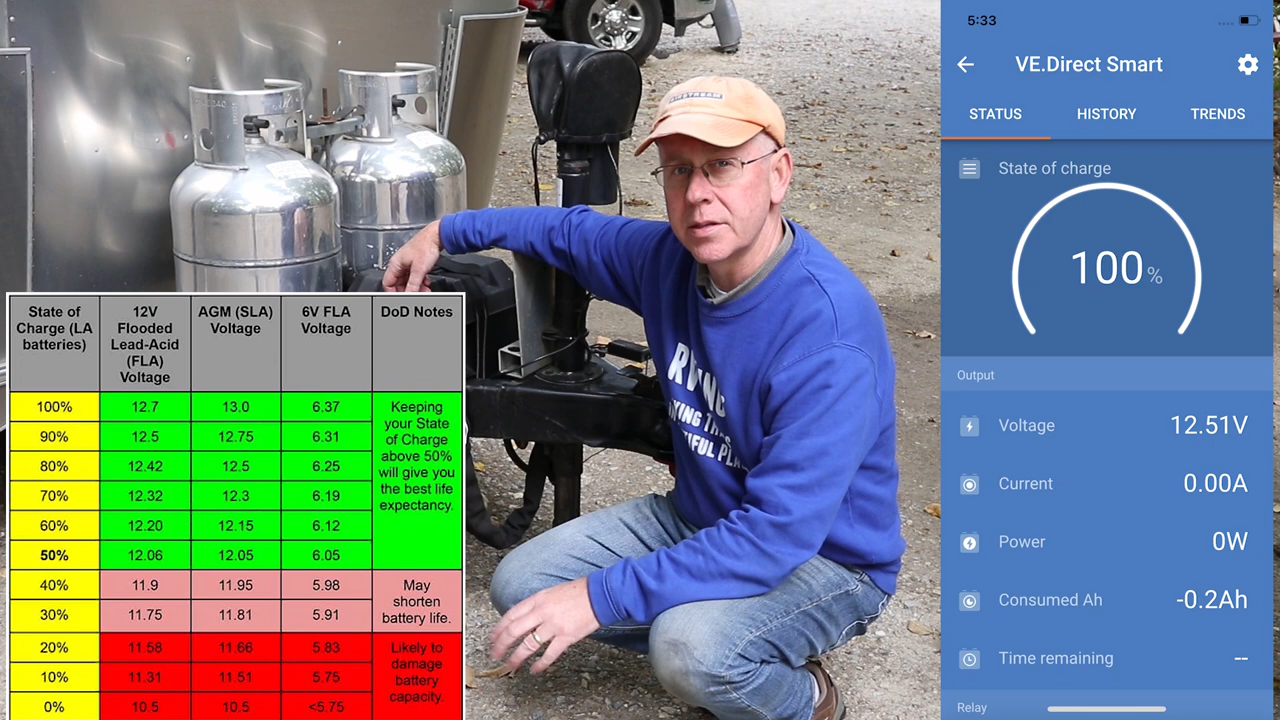 State of
Charge (LA
batteries)
12V
Flooded
Lead-Acid
(FLA)
Voltage
AGM (SLA)
Voltage
6V FLA
Voltage
DoD Notes
100% 12.7 13.0 6.37
90% 12.5 12.75 6.31
80% 12.42 12.5 6.25
70% 12.32 12.3 6.19
60% 12.20 12.15 6.12
50% 12.06 12.05 6.05
Keeping
your State
of Charge
above 50%
will give you
the best life
expectancy.
40% 11.9 11.95 5.98
30% 11.75 11.81 5.91
May
shorten
battery life.
20% 11.58 11.66 5.83
10% 11.31 11.51 5.75
0% 10.5 10.5 <5.75
Likely to
damage
battery
capacity.
AIRSTREAM
5:33
VE.Direct Smart
STATUS HISTORY TRENDS
State of charge
100%
Output
Voltage 12.51V
Current 0.00A
Power 0W
Consumed Ah -0.2Ah
Time remaining --
Relay